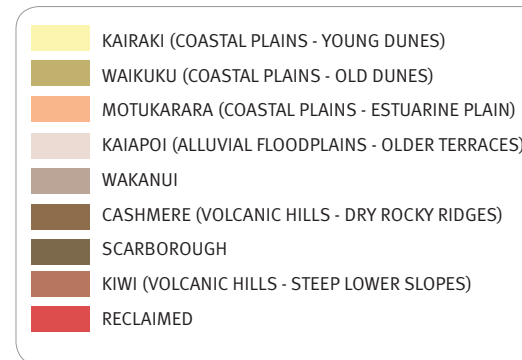 KAIRAKI (COASTAL PLAINS - YOUNG DUNES)
WAIKUKU (COASTAL PLAINS - OLD DUNES)
MOTUKARARA (COASTAL PLAINS - ESTUARINE PLAIN)
KAIAPOI (ALLUVIAL FLOODPLAINS - OLDER TERRACES)
WAKANUI
CASHMERE (VOLCANIC HILLS - DRY ROCKY RIDGES)
SCARBOROUGH
KIWI (VOLCANIC HILLS - STEEP LOWER SLOPES)
RECLAIMED